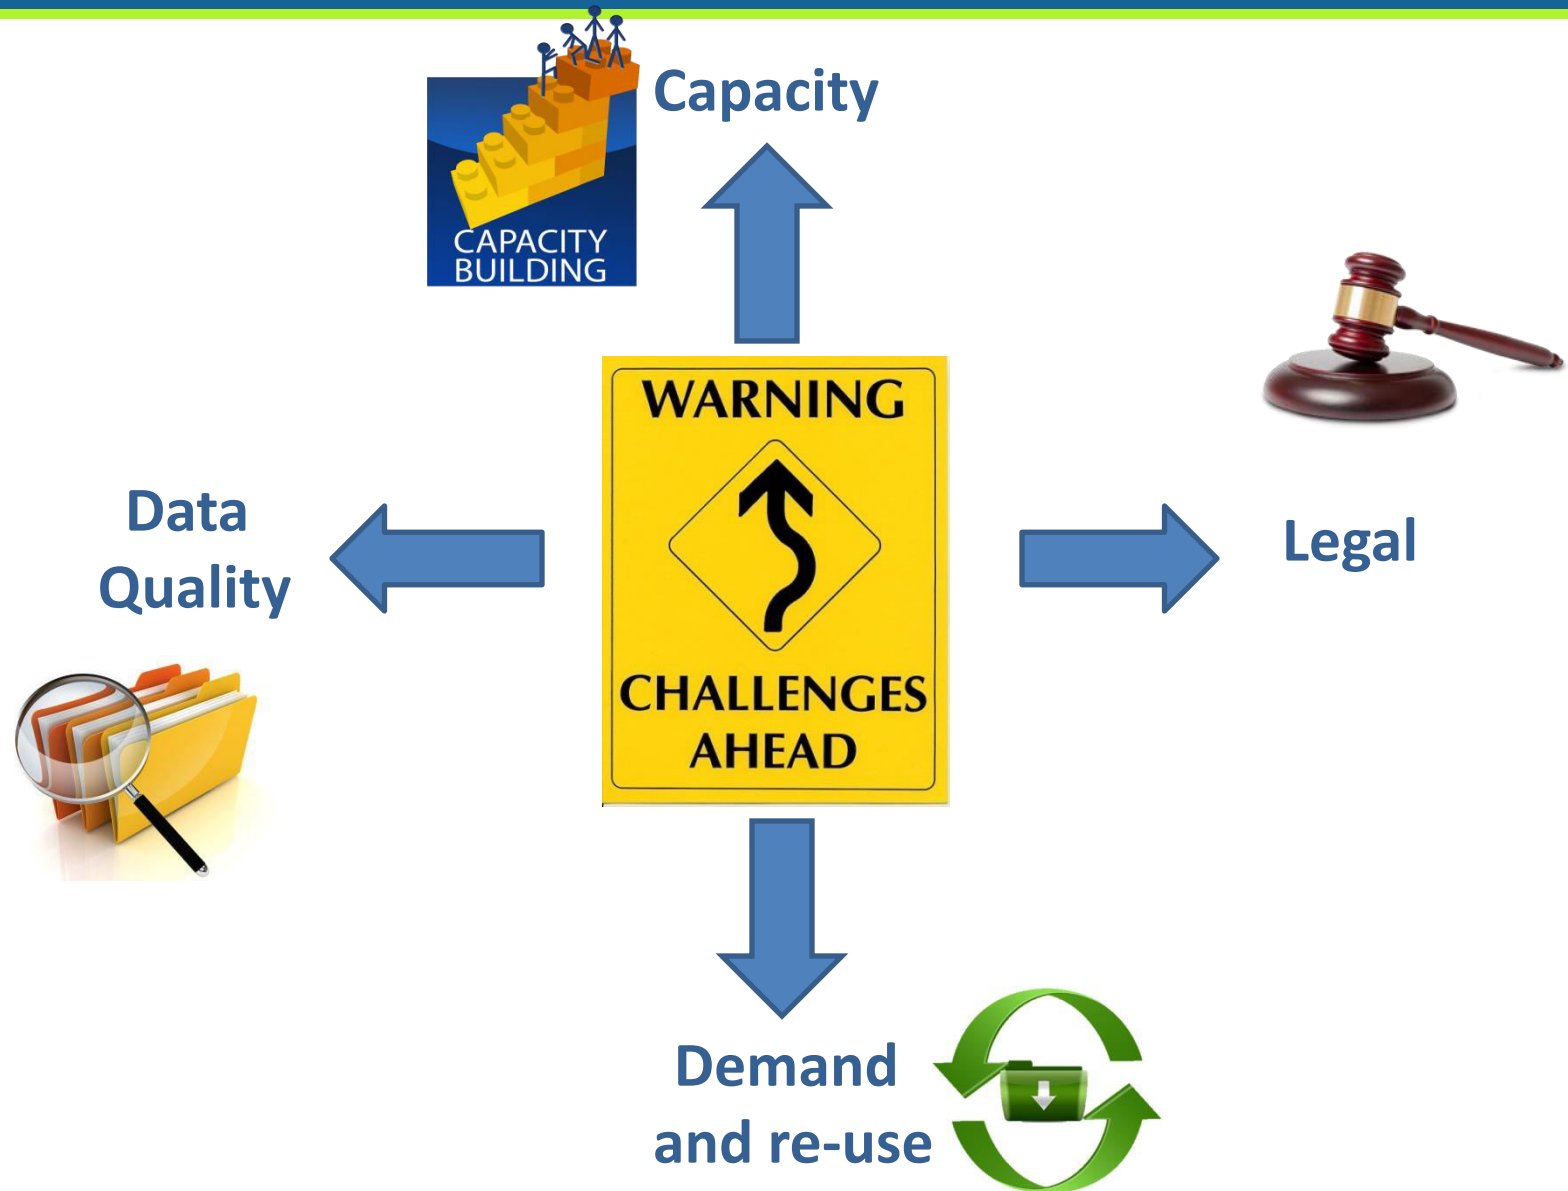 Capacity
CAPACITY
BUILDING
WARNING
CHALLENGES
AHEAD
Data
Quality
Legal
Demand
and re-use